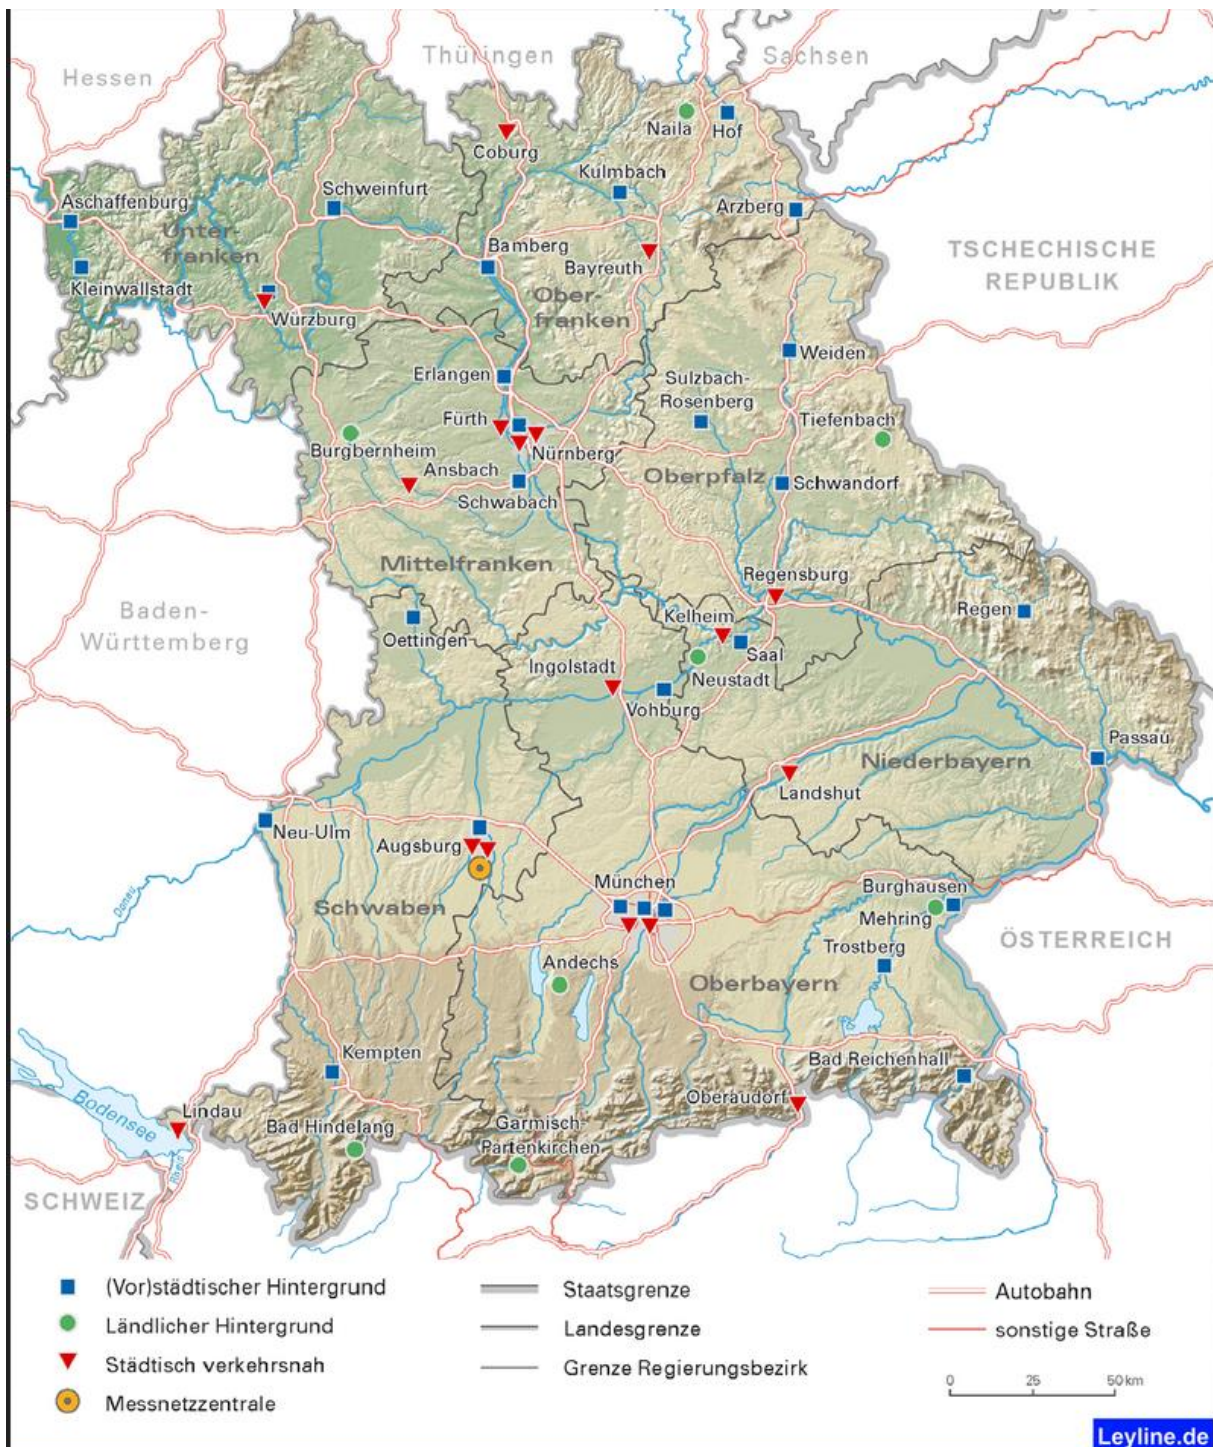 Thüringen
Sachsen
Hessen
Naila
Hof
Coburg
Kulmbach
Schweinfurt
Aschaffenburg
Arzberg
Unter-
franken
Bamberg
TSCHECHISCHE
REPUBLIK
Bayreuth
Kleinwallstadt
Ober-
franken
Würzburg
Weiden
Erlangen
Sulzbach-
Rosenberg
Fürth
Tiefenbach
Burgbernheim
Nürnberg
Ansbach
Oberpfalz
Schwandorf
Schwabach
Mittelfranken
Regensburg
Baden-
Württemberg
Regen
Kelheim
Oettingen
Saal
Ingolstadt
Neustadt
Vohburg
Passau
Niederbayern
Landshut
Neu-Ulm
Augsburg
München
Burghausen
Donau
Schwaben
Mehring
ÖSTERREICH
Trostberg
Andechs
Oberbayern
Kempten
Bad Reichenhall
Oberaudorf
Bodensee
Lindau
Bad Hindelang
Garmisch-
Partenkirchen
Rhein
SCHWEIZ
(Vor)städtischer Hintergrund
Ländlicher Hintergrund
Städtisch verkehrsnah
Messnetzzentrale
Staatsgrenze
Landesgrenze
Grenze Regierungsbezirk
Autobahn
sonstige Straße
0 25 50 km
Leyline.de